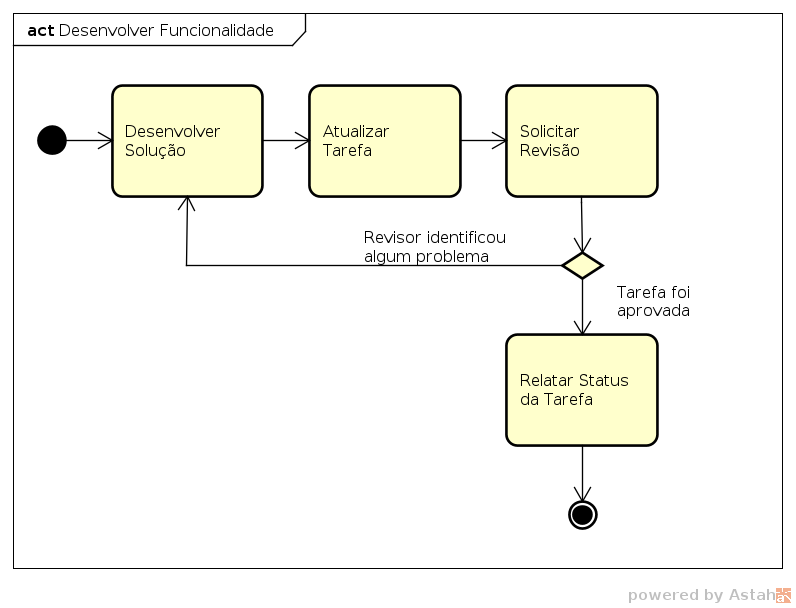 act Desenvolver Funcionalidade
Desenvolver
Solução
Atualizar
Tarefa
Solicitar
Revisão
Revisor identificou
algum problema
Tarefa foi
aprovada
Relatar Status
da Tarefa
powered by Astah